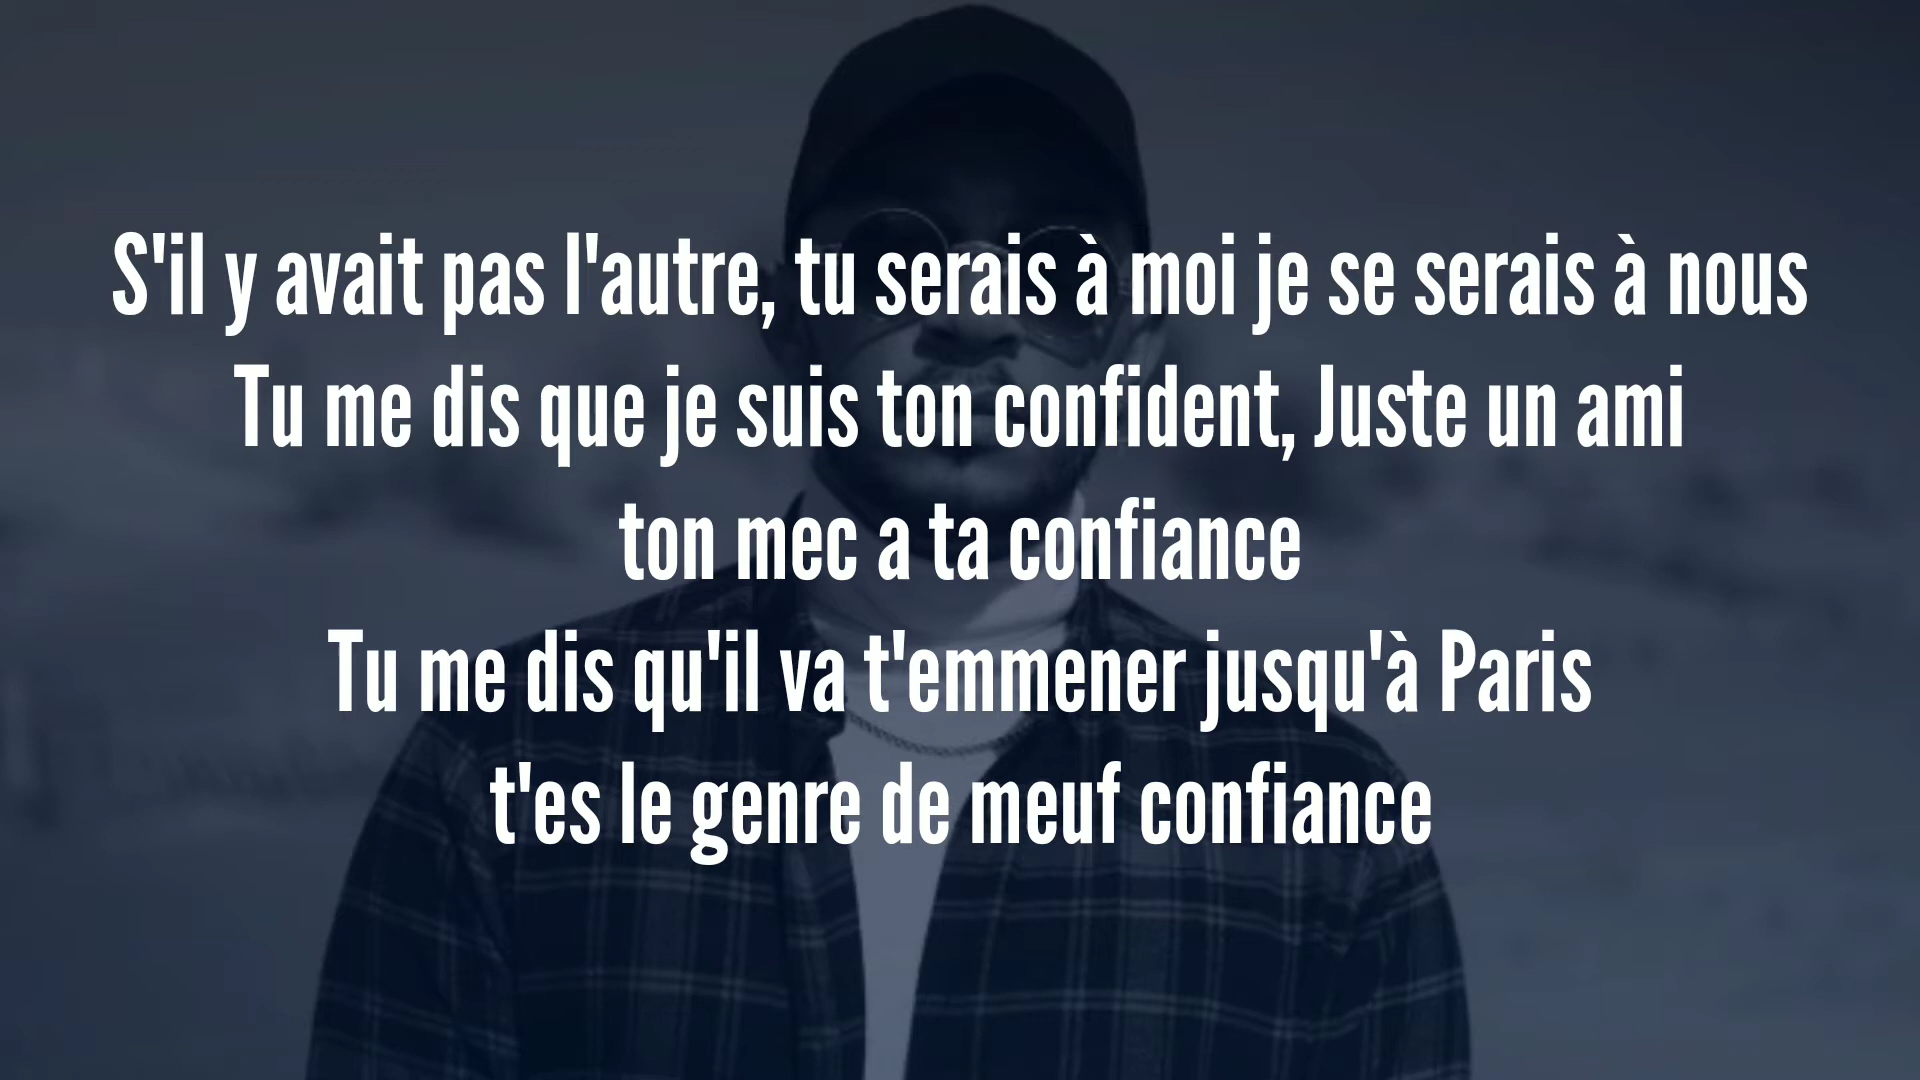 S'il y avait pas l'autre, tu serais à moi je se serais à nous
Tu me dis que je suis ton confident, Juste un ami
ton mec a ta confiance
Tu me dis qu'il va t'emmener jusqu'à Paris
t'es le genre de meuf confiance